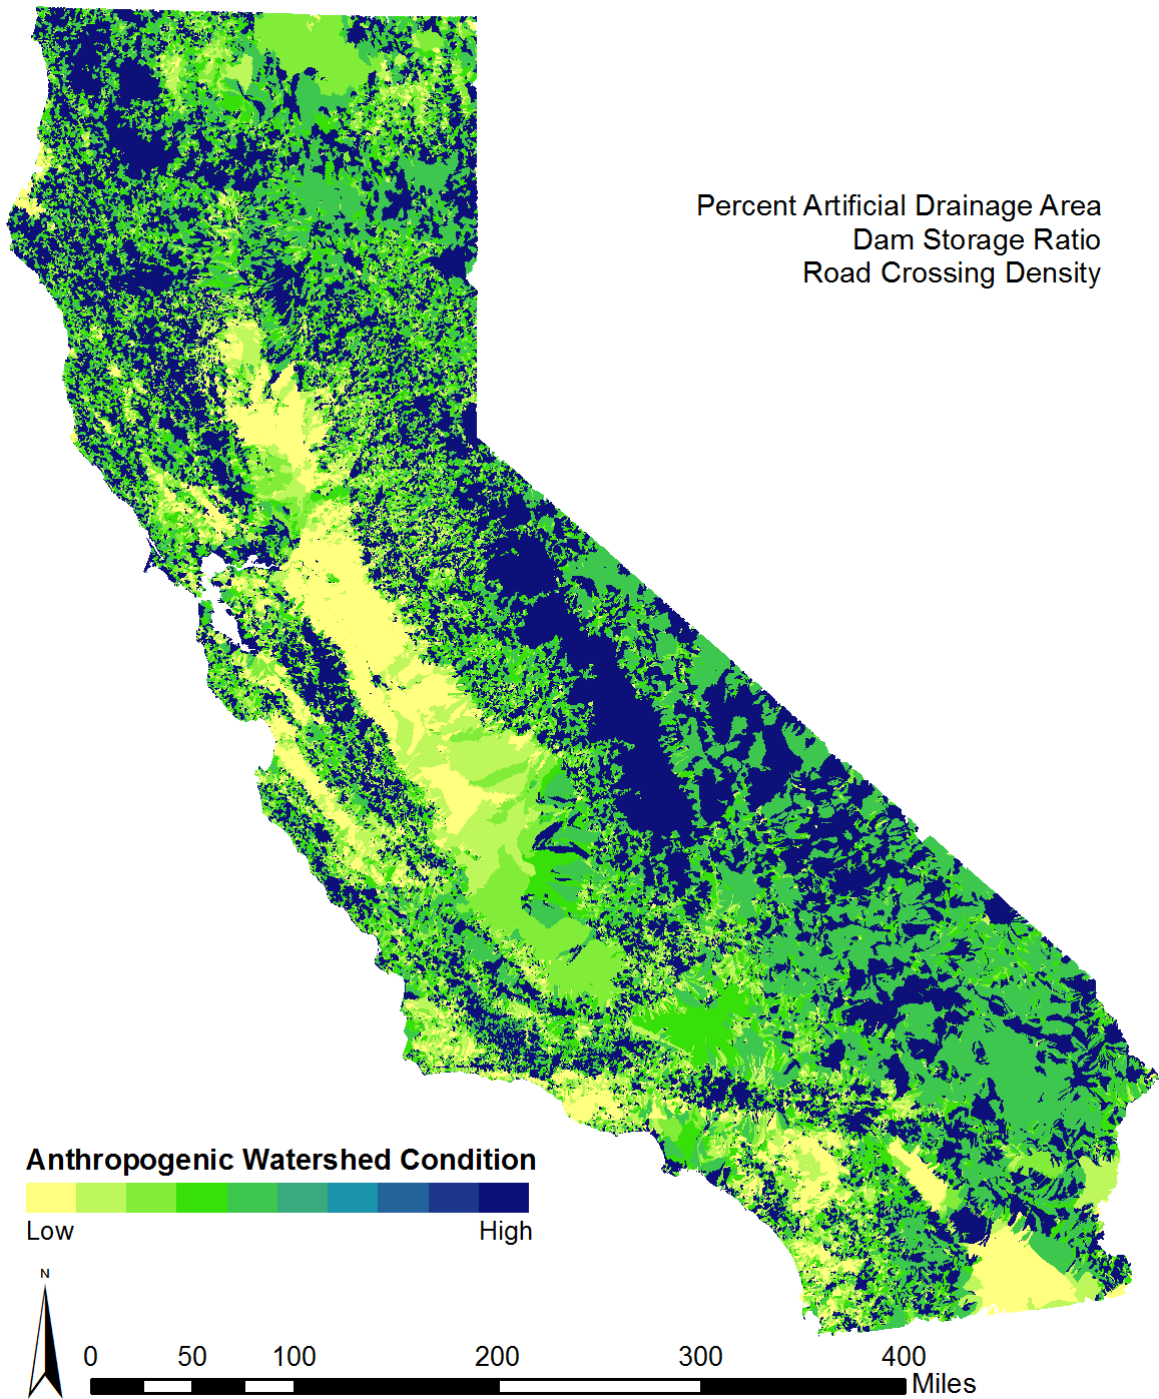 Percent Artificial Drainage Area
Dam Storage Ratio
Road Crossing Density
Anthropogenic Watershed Condition
Low High
N
0 50 100 200 300 400
Miles